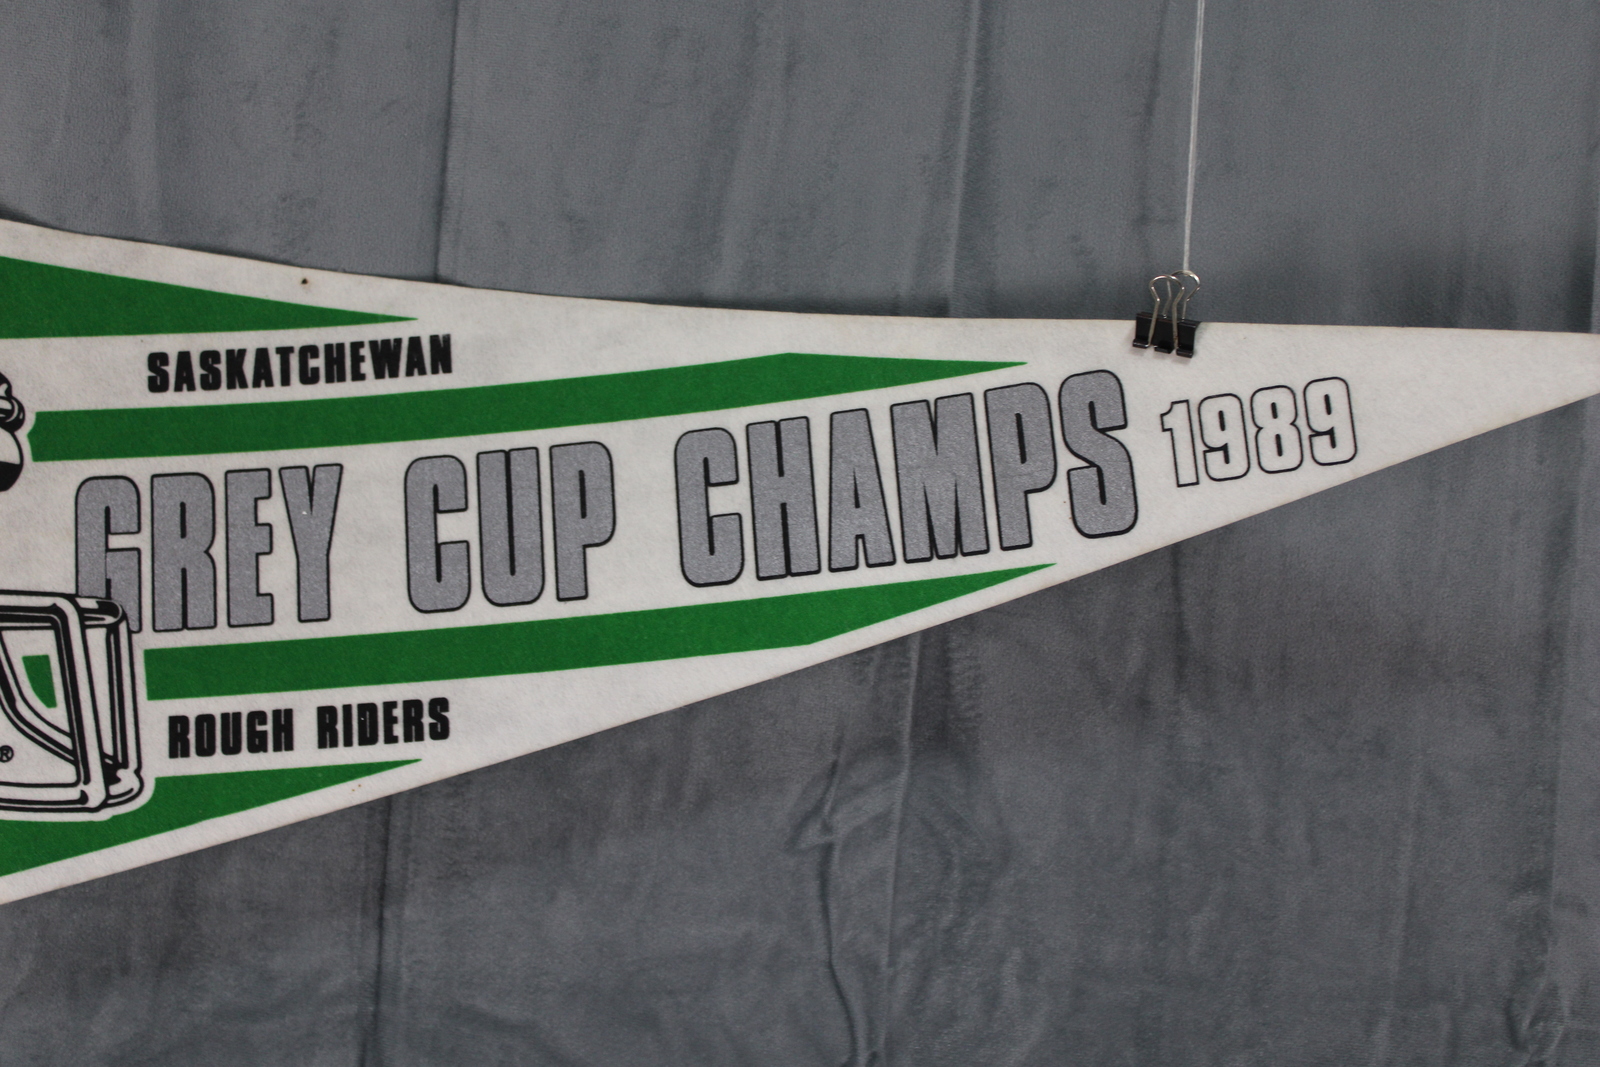 SASKATCHEWAN
GREY CUP CHAMPS 1989
ROUGH RIDERS
®